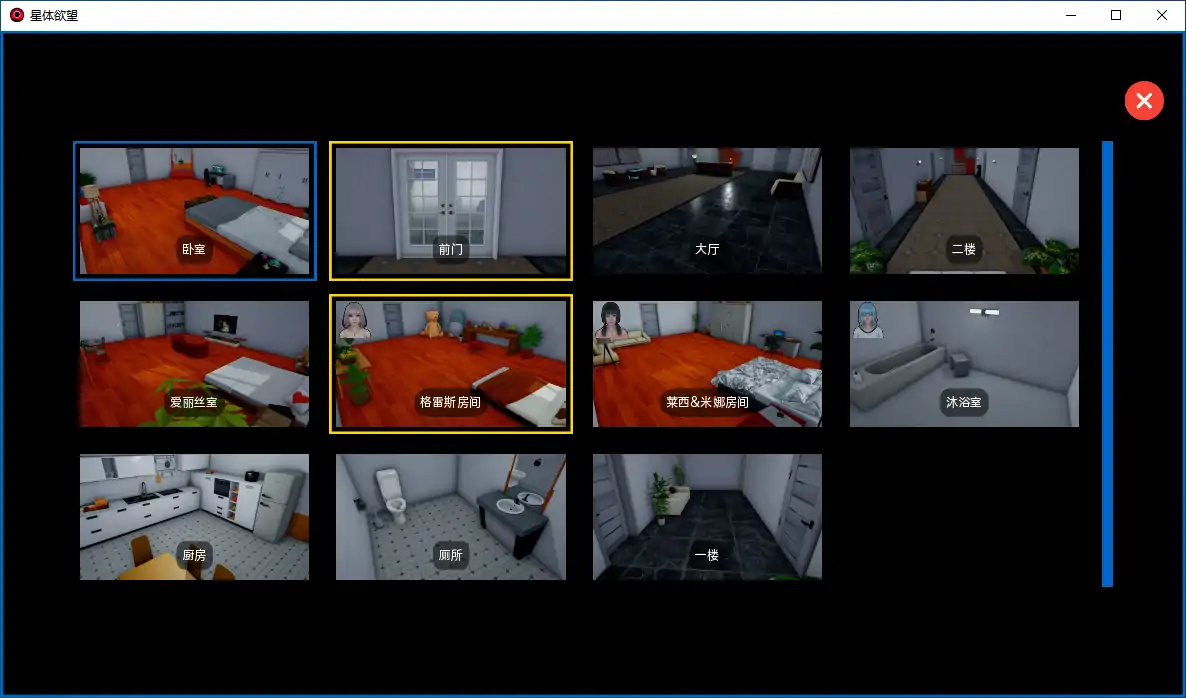 星体欲望
卧室
前门
大厅
二楼
爱丽丝室
格雷斯房间
莱西&米娜房间
沐浴室
厨房
厕所
一楼